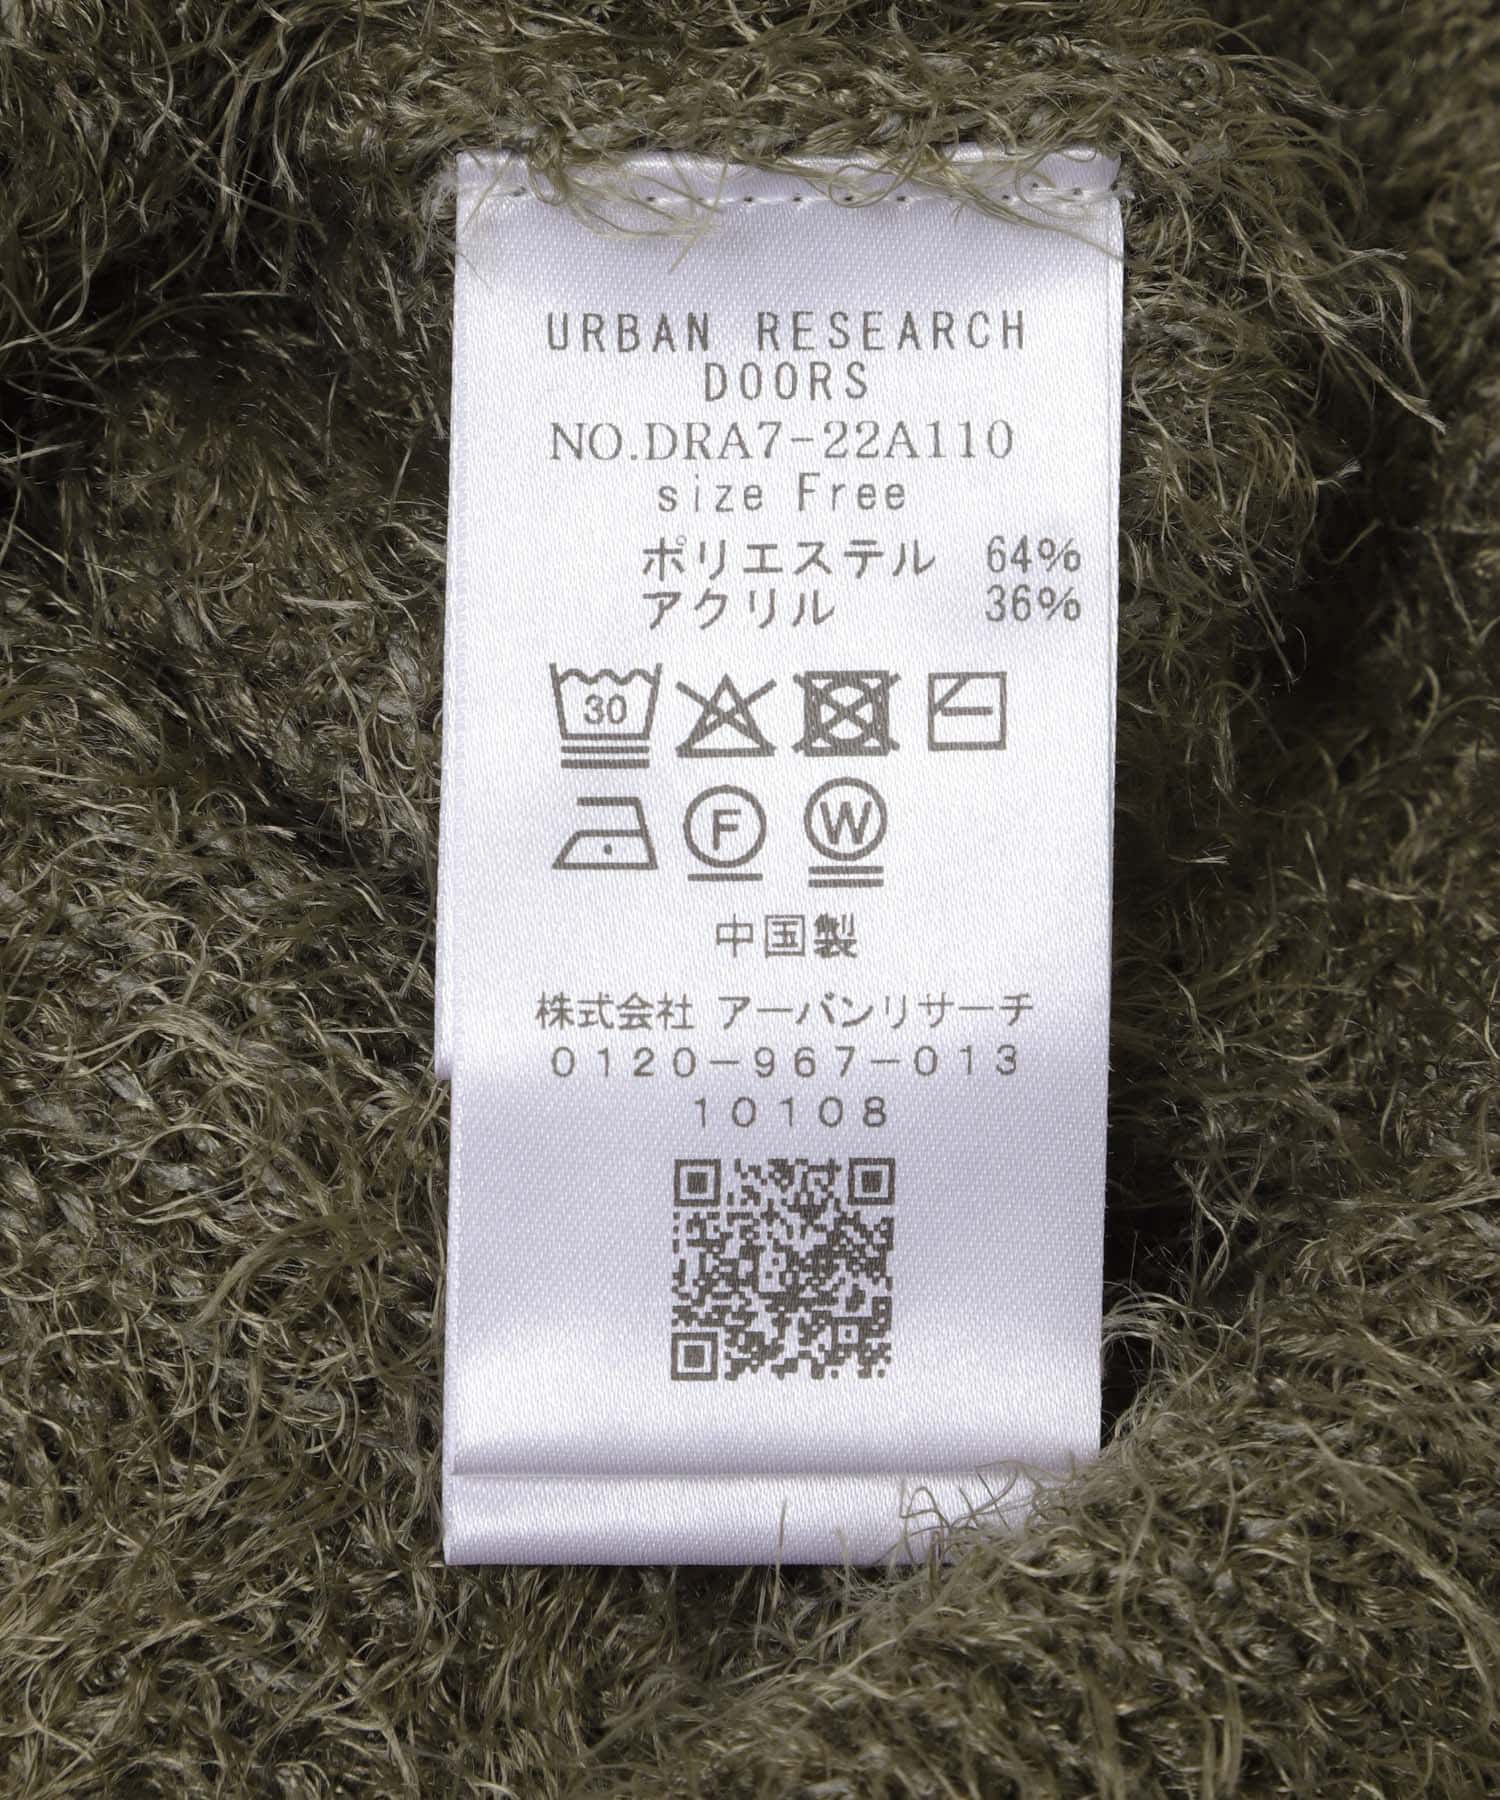 URBAN RESEARCH
DOORS
NO.DRA7-22A110
size Free
ポリエステル 64%
アクリル 36%
30
F W
中国製
株式会社 アーバンリサーチ
0120-967-013
10108